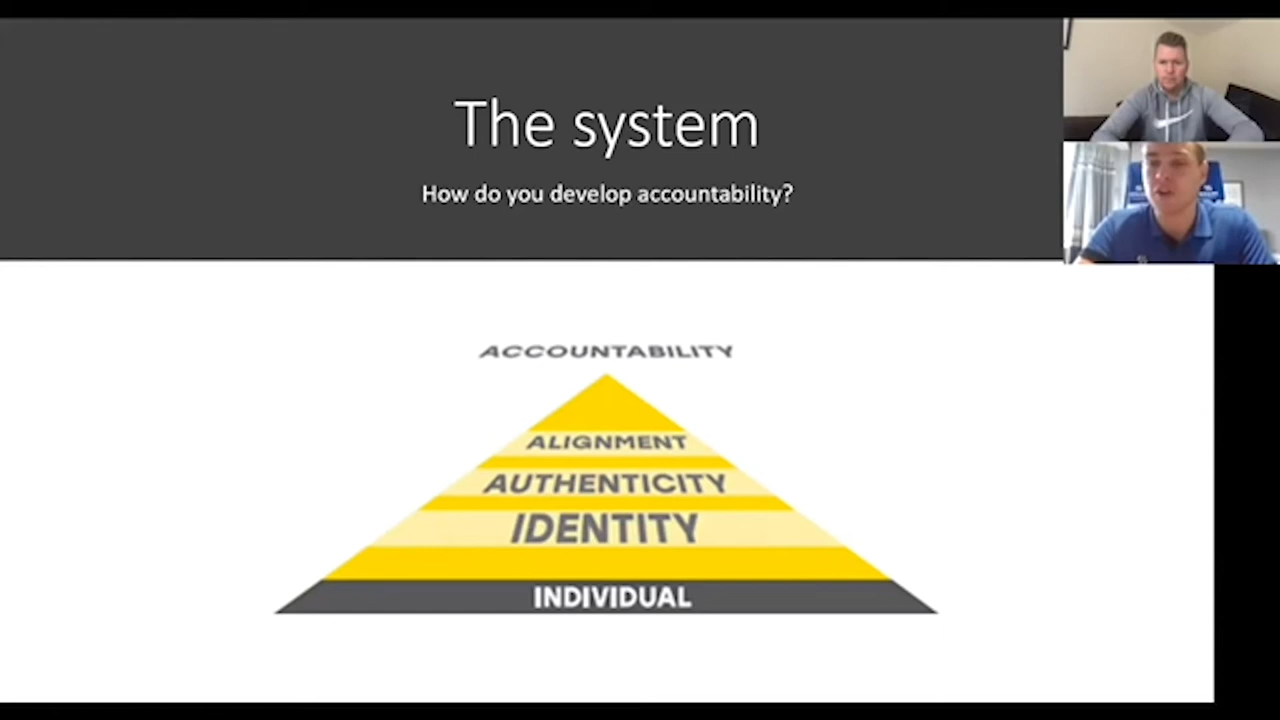 The system
How do you develop accountability?
ACCOUNTABILITY
ALIGNMENT
AUTHENTICITY
IDENTITY
INDIVIDUAL